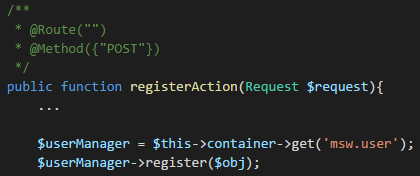 /**
 * @Route("")
 * @Method({"POST"})
 */
public function registerAction(Request $request){
    ...
    $userManager = $this->container->get('msw.user');
    $userManager->register($obj);